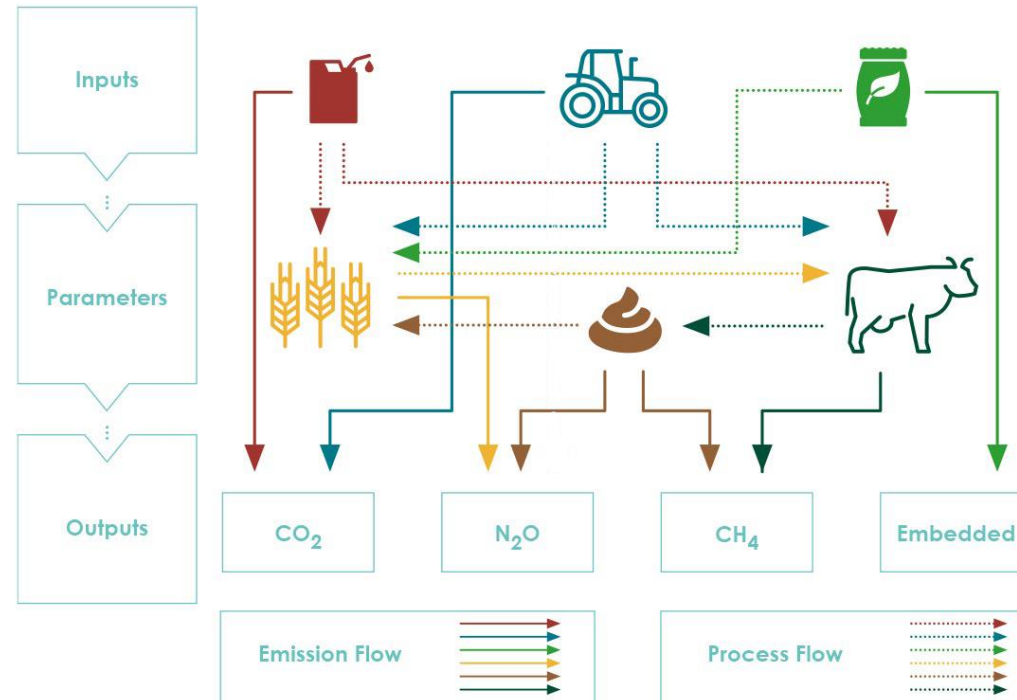 Inputs
Parameters
Outputs
CO₂
N₂O
CH₄
Embedded
Emission Flow
Process Flow